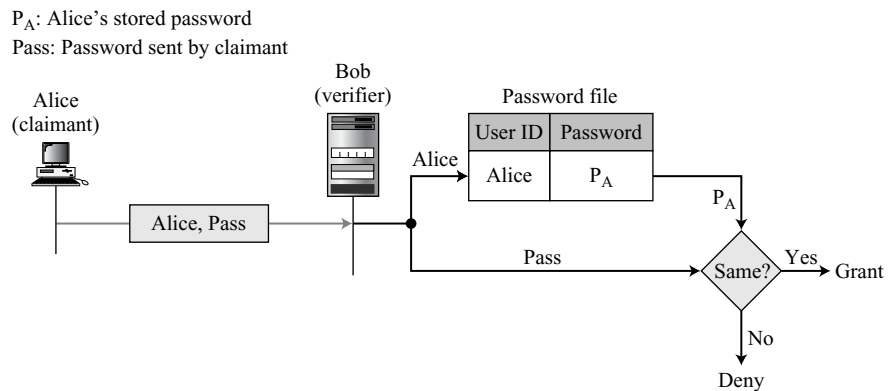 P_A: Alice’s stored password
Pass: Password sent by claimant
Alice
(claimant)
Bob
(verifier)
Password file
User ID Password
Alice
Alice P_A
P_A
Alice, Pass
Pass
Same?
Yes
Grant
No
Deny